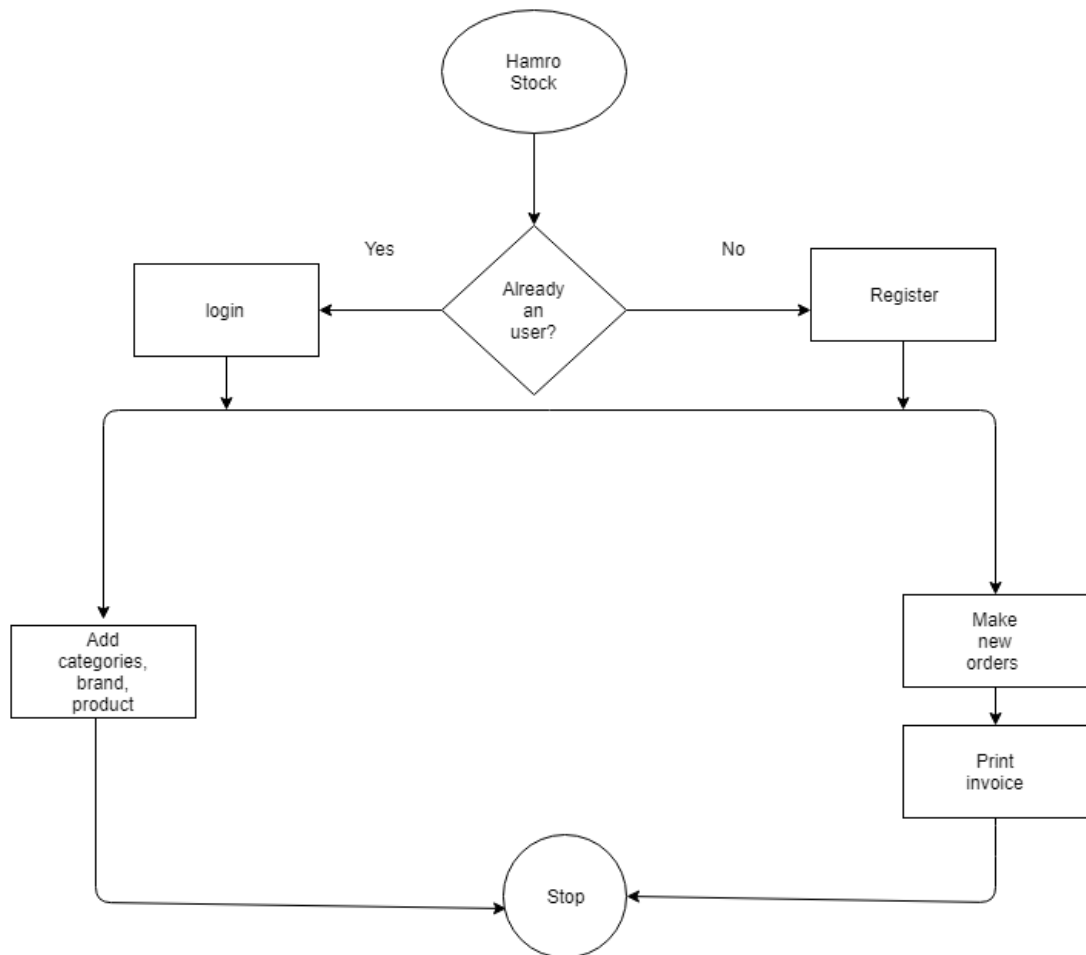 Hamro
Stock
Yes
No
Already
an
user?
login
Register
Add
categories,
brand,
product
Make
new
orders
Print
invoice
Stop